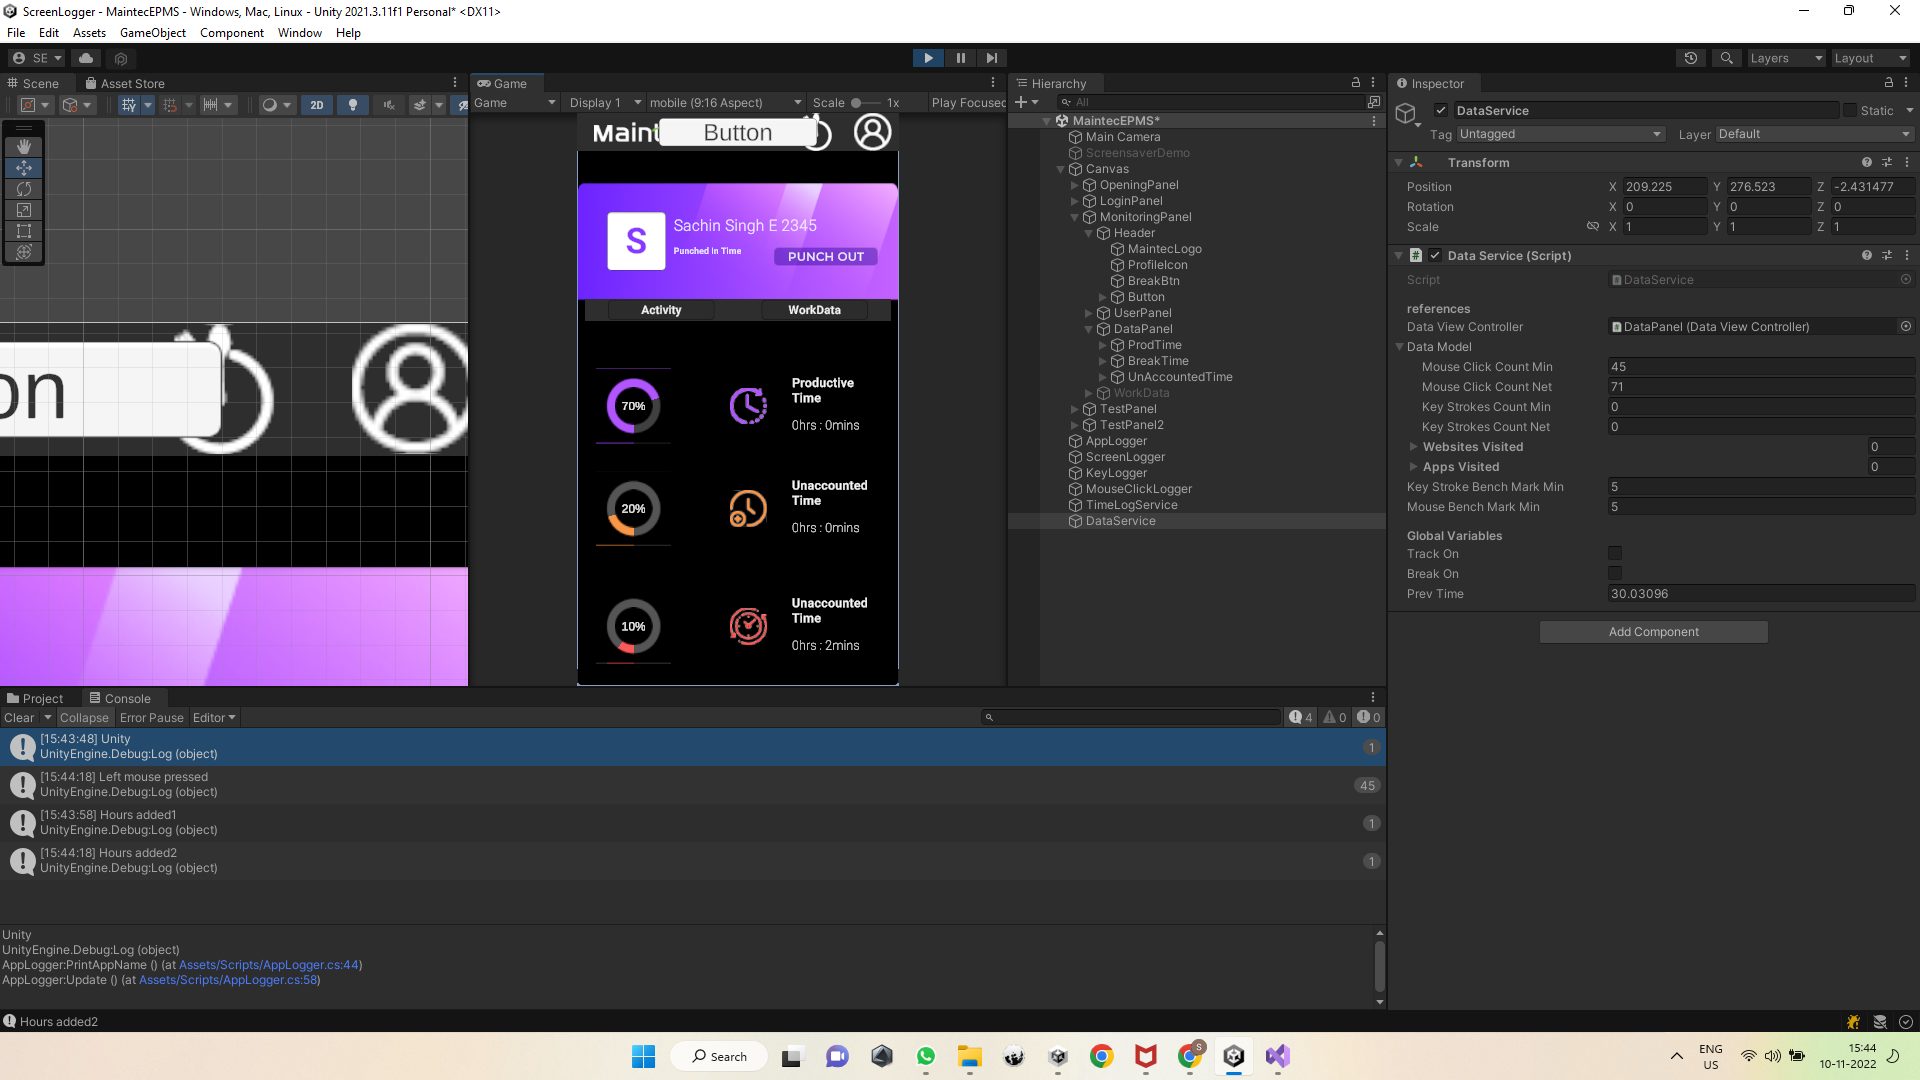 ScreenLogger - MaintecEPMS - Windows, Mac, Linux - Unity 2021.3.11f1 Personal* <DX11>
File Edit Assets GameObject Component Window Help
SE
Layers
Layout
Scene
Asset Store
2D
Game
Game
Display 1
mobile (9:16 Aspect)
Scale
1x
Play Focused
Maint
Button
Sachin Singh E 2345
S
Punched In Time
PUNCH OUT
Activity
WorkData
70%
Productive
Time
0hrs : 0mins
20%
Unaccounted
Time
0hrs : 0mins
10%
Unaccounted
Time
0hrs : 2mins
on
Hierarchy
All
MaintecEPMS*
Main Camera
ScreensaverDemo
Canvas
OpeningPanel
LoginPanel
MonitoringPanel
Header
MaintecLogo
ProfileIcon
BreakBtn
Button
UserPanel
DataPanel
ProdTime
BreakTime
UnAccountedTime
WorkData
TestPanel
TestPanel2
AppLogger
ScreenLogger
KeyLogger
MouseClickLogger
TimeLogService
DataService
Inspector
DataService
Static
Tag Untagged
Layer Default
Transform
Position X 209.225 Y 276.523 Z -2.431477
Rotation X 0 Y 0 Z 0
Scale X 1 Y 1 Z 1
Data Service (Script)
Script DataService
references
Data View Controller DataPanel (Data View Controller)
Data Model
Mouse Click Count Min 45
Mouse Click Count Net 71
Key Strokes Count Min 0
Key Strokes Count Net 0
Websites Visited 0
Apps Visited 0
Key Stroke Bench Mark Min 5
Mouse Bench Mark Min 5
Global Variables
Track On
Break On
Prev Time 30.03096
Add Component
Project
Console
Clear Collapse Error Pause Editor
4 0 0
[15:43:48] Unity
UnityEngine.Debug:Log (object)
1
[15:44:18] Left mouse pressed
UnityEngine.Debug:Log (object)
45
[15:43:58] Hours added1
UnityEngine.Debug:Log (object)
1
[15:44:18] Hours added2
UnityEngine.Debug:Log (object)
1
Unity
UnityEngine.Debug:Log (object)
AppLogger:PrintAppName () (at Assets/Scripts/AppLogger.cs:44)
AppLogger:Update () (at Assets/Scripts/AppLogger.cs:58)
Hours added2
Search
S
ENG
US
15:44
10-11-2022